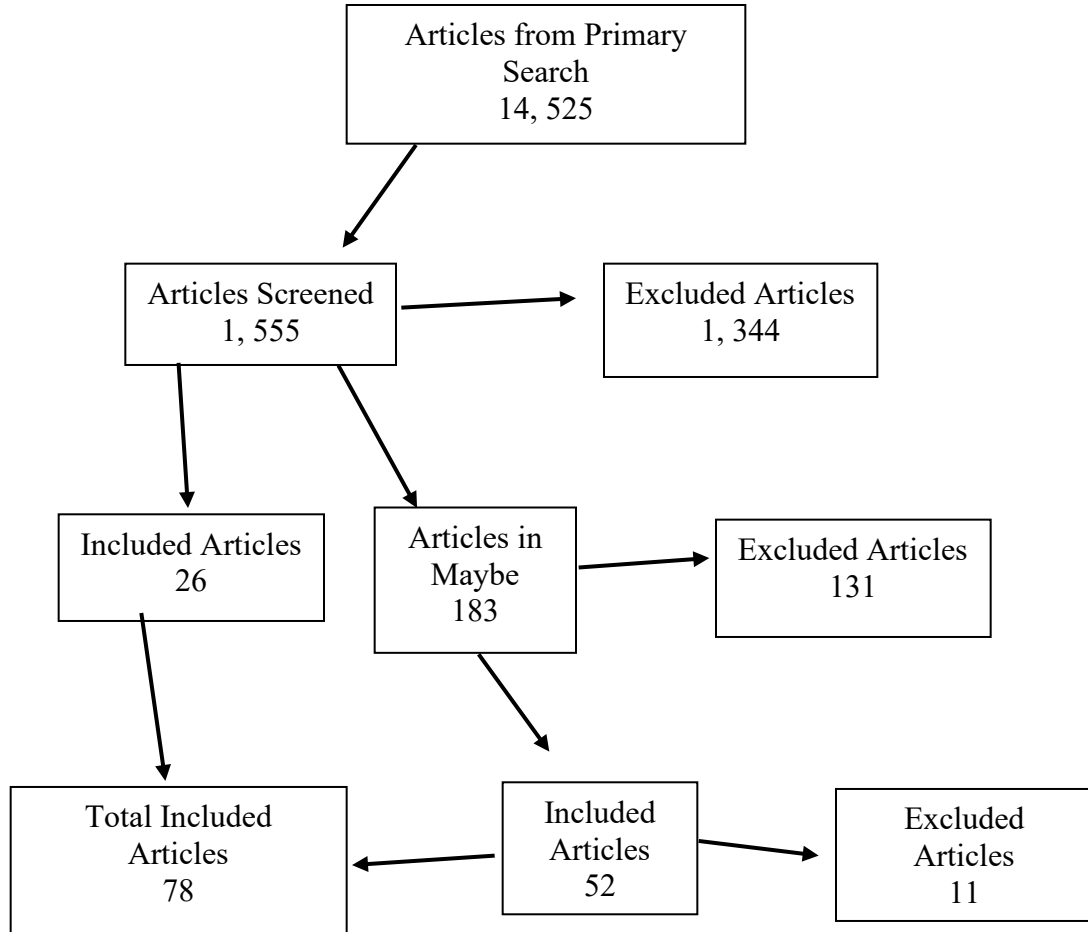 Articles from Primary
Search
14, 525
Articles Screened
1, 555
Excluded Articles
1, 344
Included Articles
26
Articles in
Maybe
183
Excluded Articles
131
Total Included
Articles
78
Included
Articles
52
Excluded
Articles
11